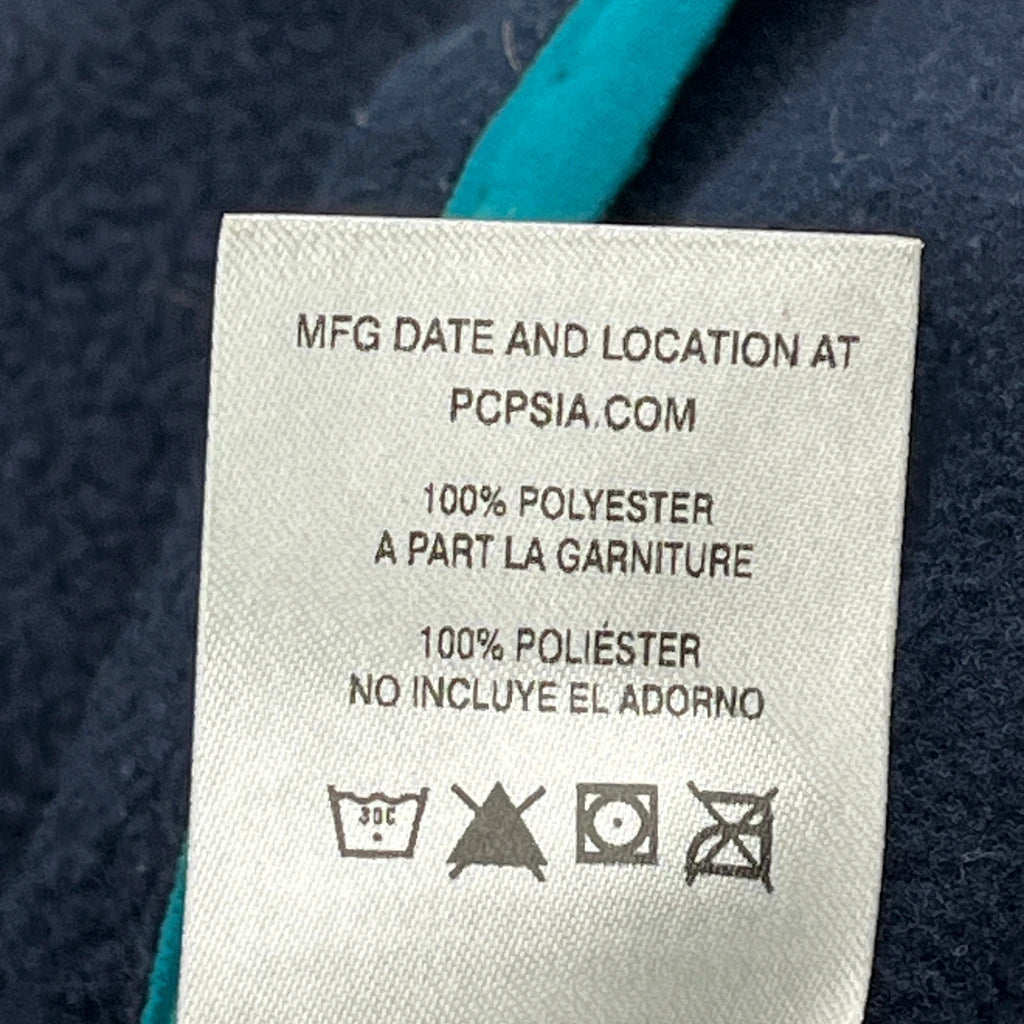 MFG DATE AND LOCATION AT
PCPSIA.COM
100% POLYESTER
A PART LA GARNITURE
100% POLIÉSTER
NO INCLUYE EL ADORNO
30C